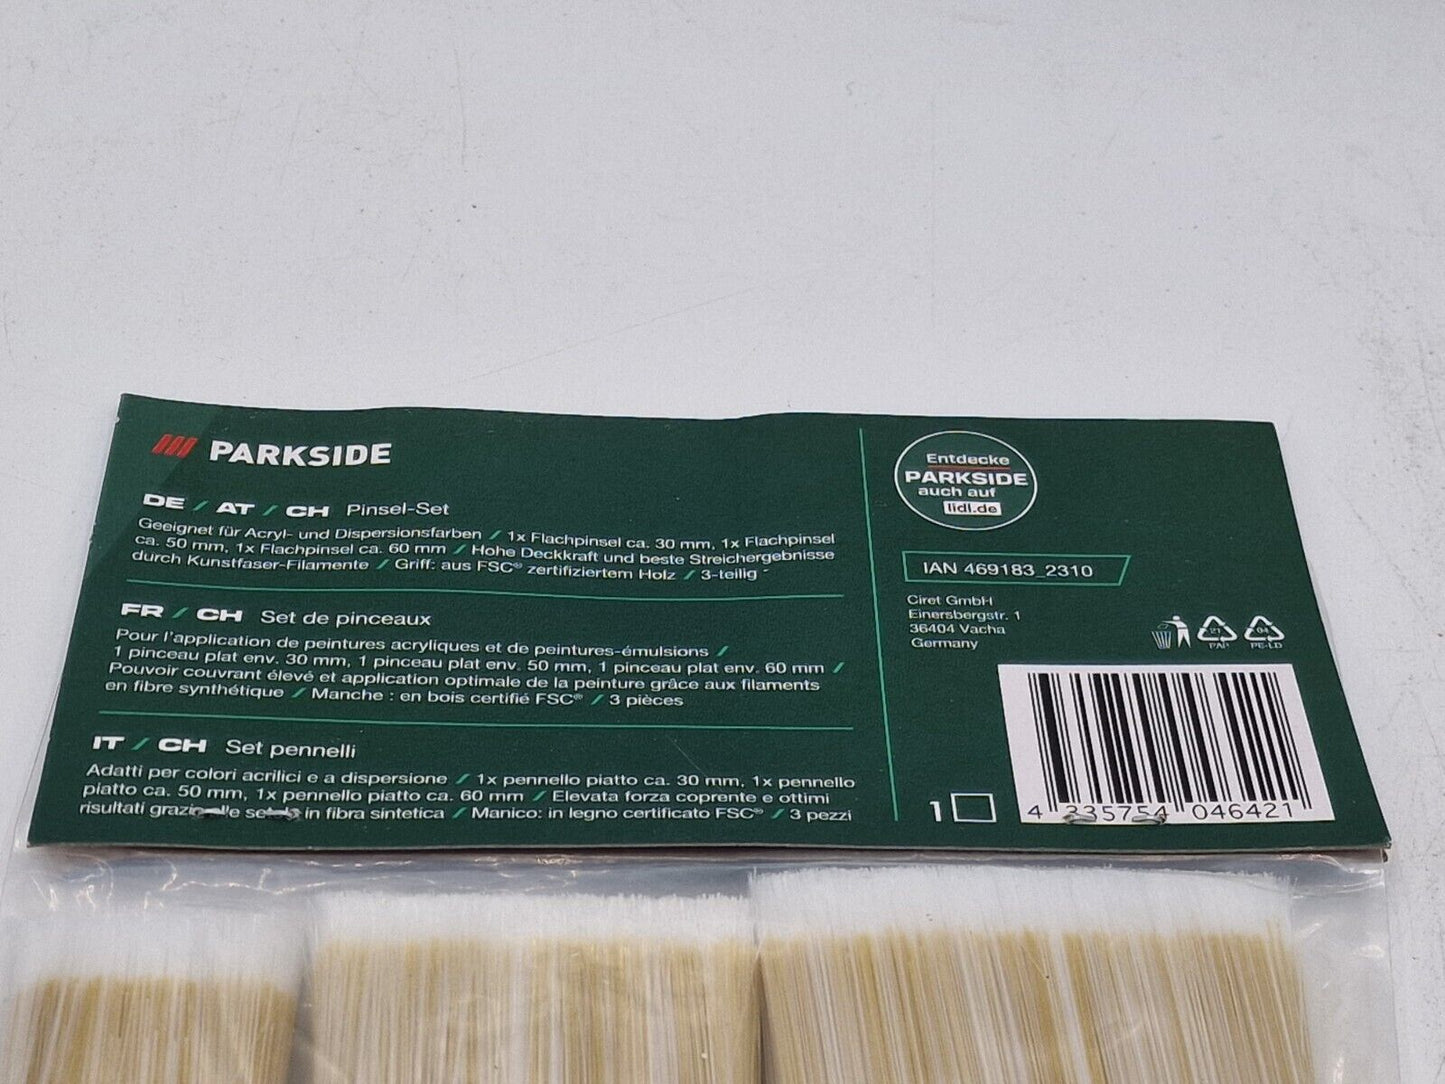 PARKSIDE
DE / AT / CH Pinsel-Set
Geeignet für Acryl- und Dispersionsfarben / 1x Flachpinsel ca. 30 mm, 1x Flachpinsel
ca. 50 mm, 1x Flachpinsel ca. 60 mm / Hohe Deckkraft und beste Streichergebnisse
durch Kunstfaser-Filamente / Griff: aus FSC® zertifiziertem Holz / 3-teilig
FR / CH Set de pinceaux
Pour l'application de peintures acryliques et de peintures-émulsions /
1 pinceau plat env. 30 mm, 1 pinceau plat env. 50 mm, 1 pinceau plat env. 60 mm /
Pouvoir couvrant élevé et application optimale de la peinture grâce aux filaments
en fibre synthétique / Manche : en bois certifié FSC® / 3 pièces
IT / CH Set pennelli
Adatti per colori acrilici e a dispersione / 1x pennello piatto ca. 30 mm, 1x pennello
piatto ca. 50 mm, 1x pennello piatto ca. 60 mm / Elevata forza coprente e ottimi
risultati in fibra sintetica / Manico: in legno certificato FSC® / 3 pezzi
Entdecke
PARKSIDE
auch auf
lidl.de
IAN 469183_2310
Ciret GmbH
Einersbergstr. 1
36404 Vacha
Germany
21
PAP
04
PE-LD
1
4 335754 046421